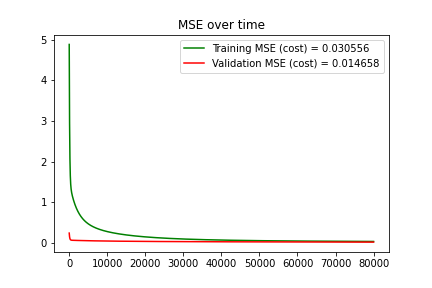 MSE over time
Training MSE (cost) = 0.030556
Validation MSE (cost) = 0.014658
5
4
3
2
1
0
0 10000 20000 30000 40000 50000 60000 70000 80000